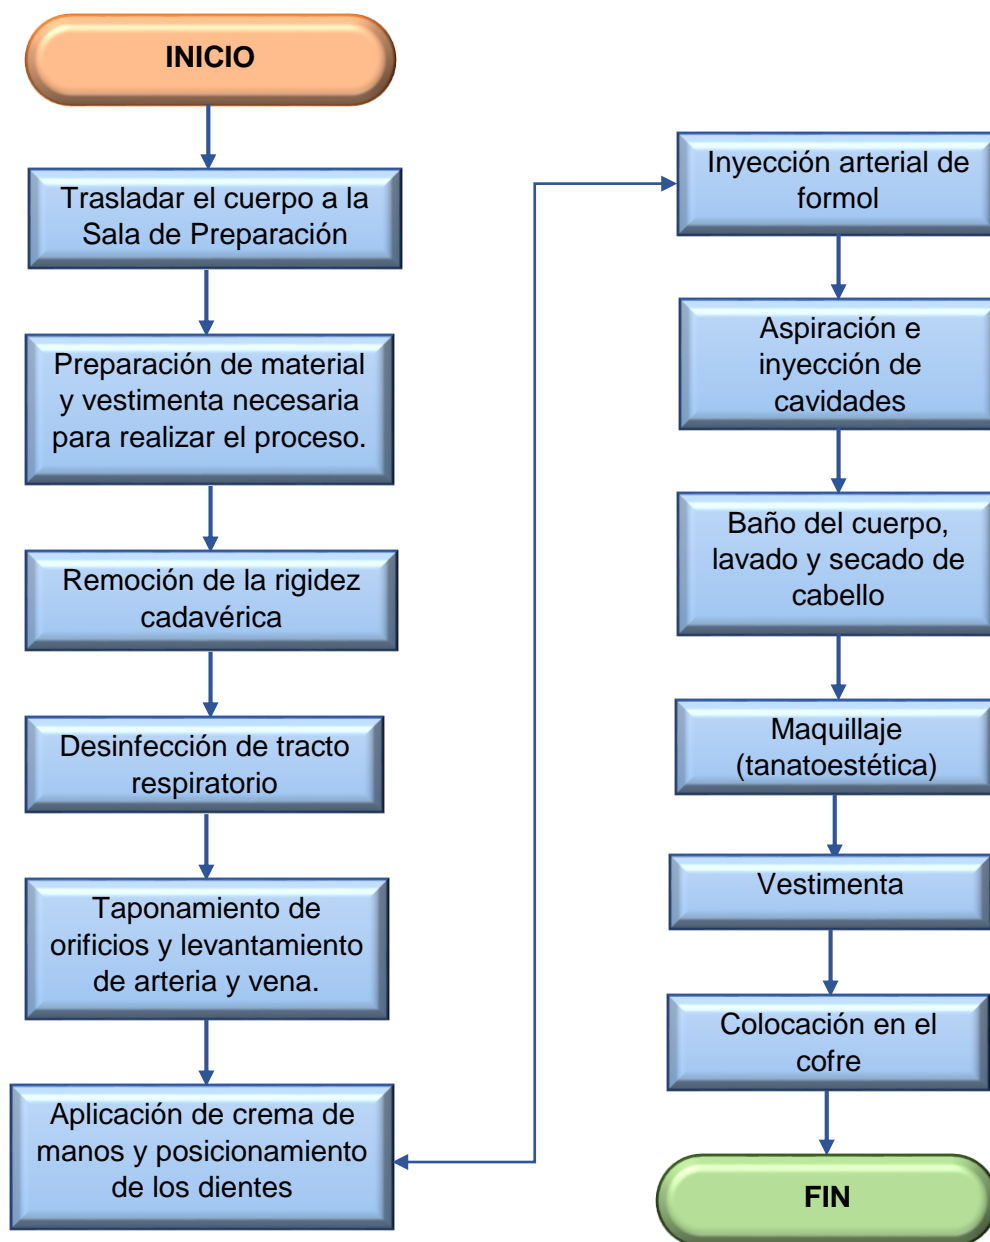 INICIO
Trasladar el cuerpo a la
Sala de Preparación
Preparación de material
y vestimenta necesaria
para realizar el proceso.
Remoción de la rigidez
cadavérica
Desinfección de tracto
respiratorio
Taponamiento de
orificios y levantamiento
de arteria y vena.
Aplicación de crema de
manos y posicionamiento
de los dientes
Inyección arterial de
formol
Aspiración e
inyección de
cavidades
Baño del cuerpo,
lavado y secado de
cabello
Maquillaje
(tanatoestética)
Vestimenta
Colocación en el
cofre
FIN